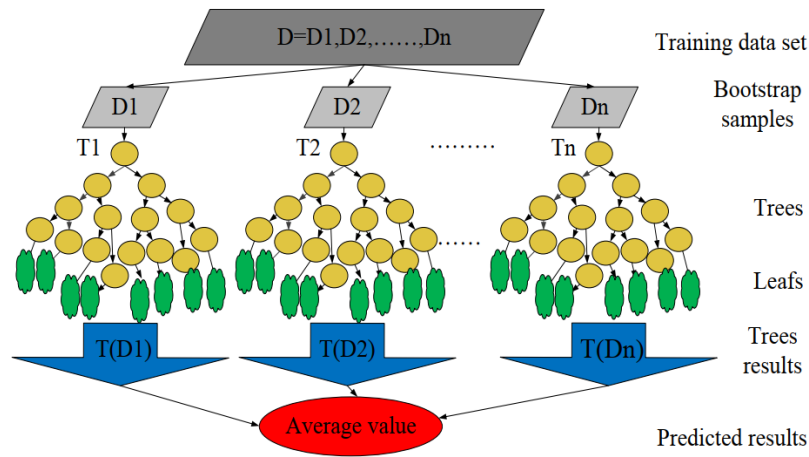 D=D1,D2,……,Dn
Training data set
D1
D2
Dn
Bootstrap
samples
T1
T2
………
Tn
Trees
……
Leafs
T(D1)
T(D2)
T(Dn)
Trees
results
Average value
Predicted results